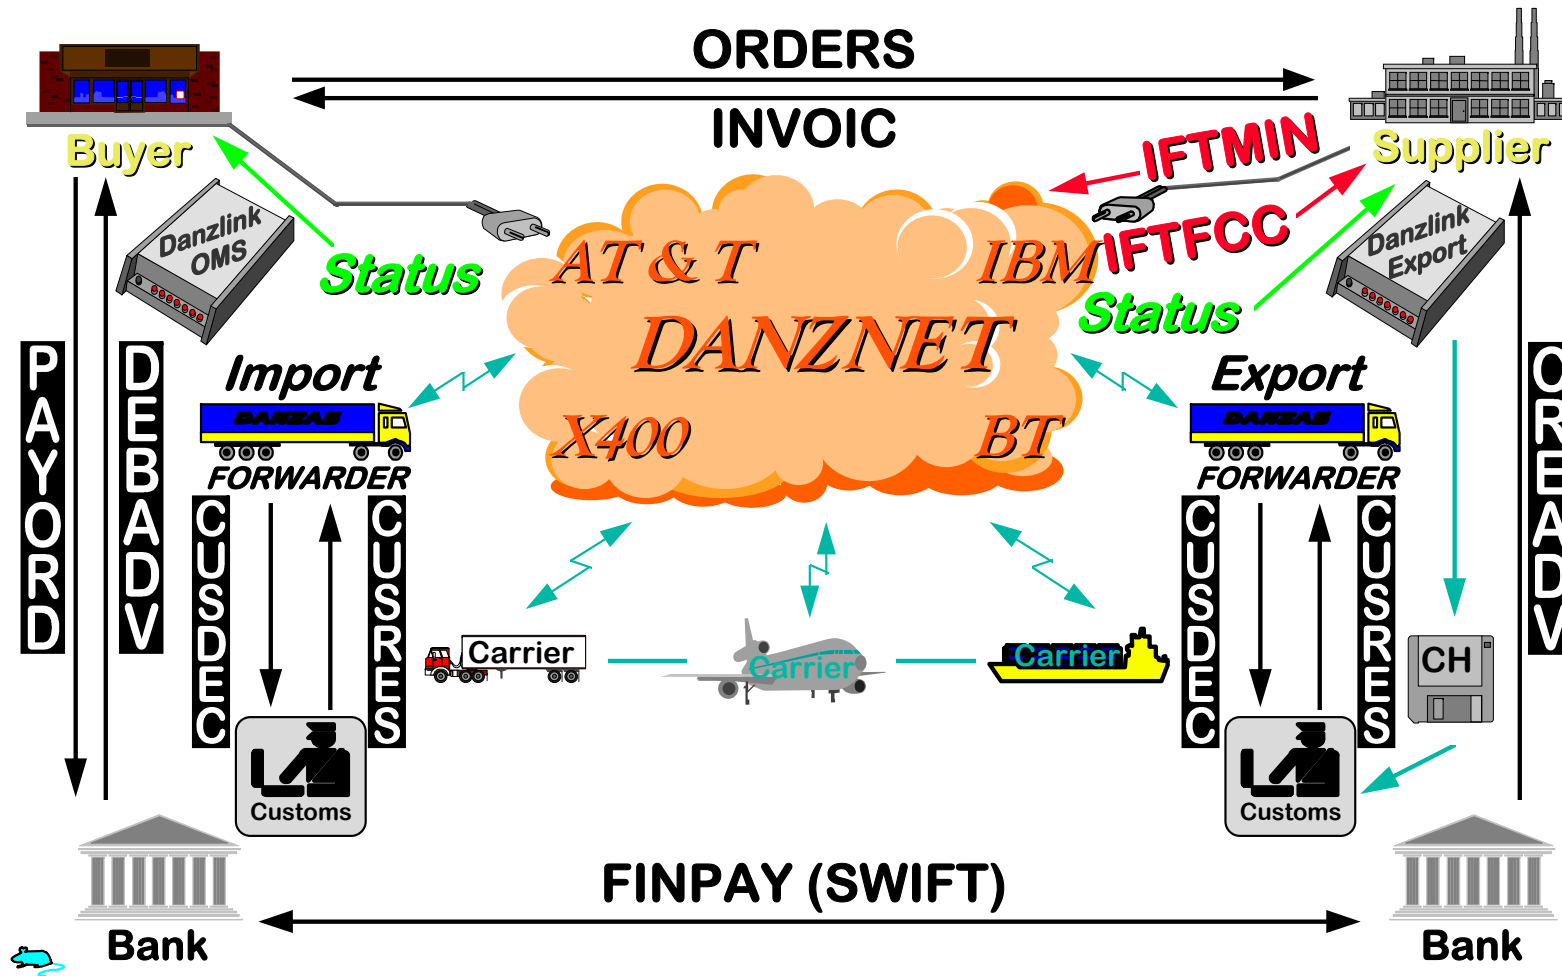 ORDERS
INVOIC
Buyer
Supplier
IFTMIN
IFTFCC
Danzlink
OMS
Status
AT & T
IBM
DANZNET
X400
BT
Status
Danzlink
Export
Import
DANZAS
FORWARDER
Export
DANZAS
FORWARDER
PAYORD
DEBADV
CUSDEC
CUSRES
CUSDEC
CUSRES
CREADV
Carrier
Carrier
Carrier
CH
Customs
Customs
FINPAY (SWIFT)
Bank
Bank